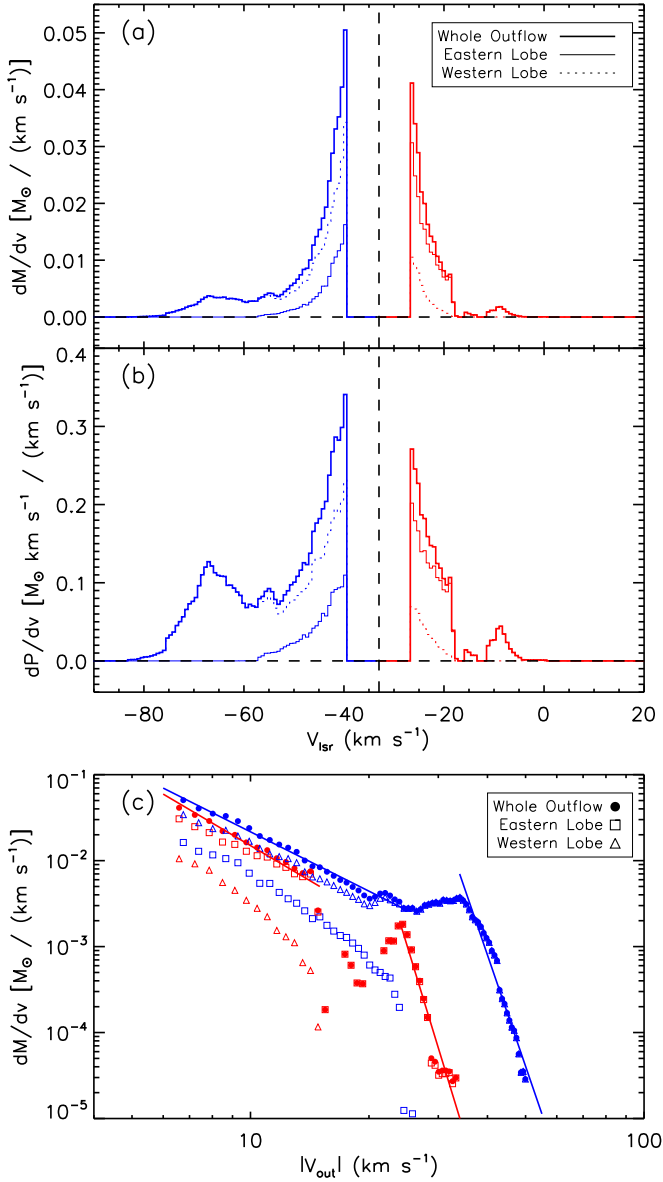 (a)
Whole Outflow
Eastern Lobe
Western Lobe
dM/dv [M⊙ / (km s⁻¹)]
0.05
0.04
0.03
0.02
0.01
0.00
(b)
dP/dv [M⊙ km s⁻¹ / (km s⁻¹)]
0.4
0.3
0.2
0.1
0.0
−80 −60 −40 −20 0 20
V_lsr (km s⁻¹)
(c)
Whole Outflow
Eastern Lobe
Western Lobe
dM/dv [M⊙ / (km s⁻¹)]
10⁻¹
10⁻²
10⁻³
10⁻⁴
10⁻⁵
10 100
|V_out| (km s⁻¹)